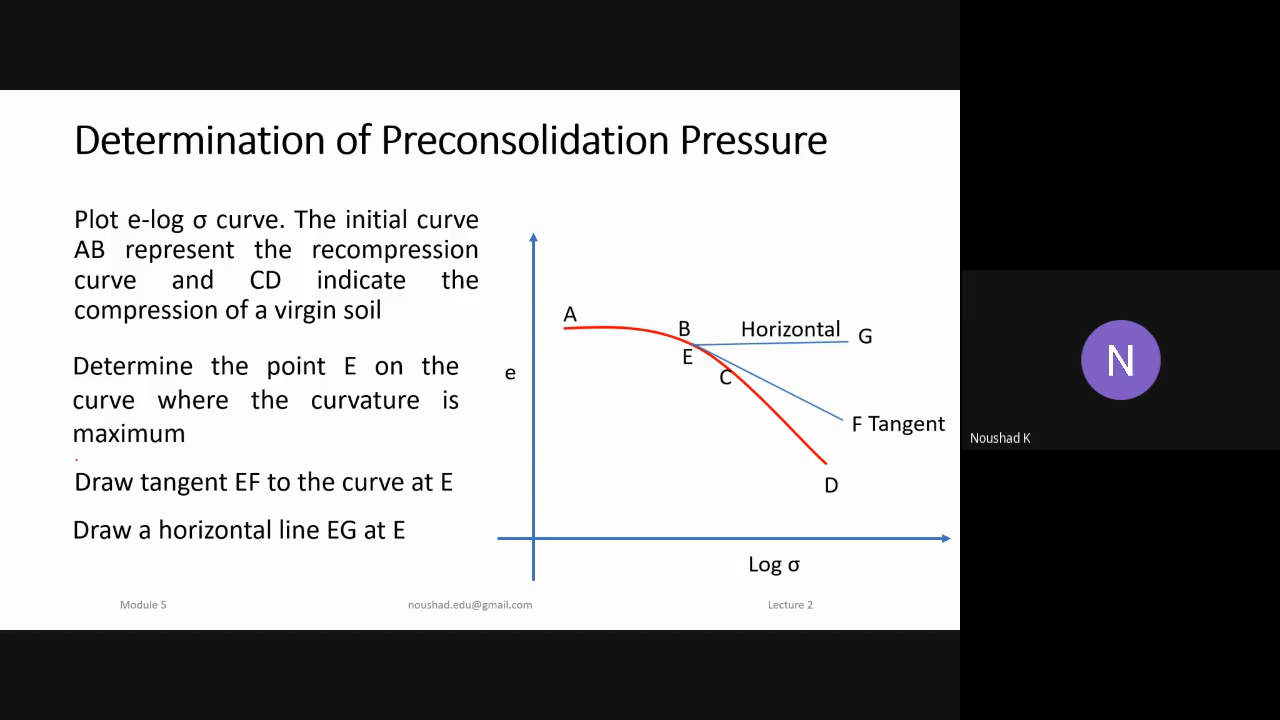 Determination of Preconsolidation Pressure
Plot e-log σ curve. The initial curve
AB represent the recompression
curve and CD indicate the
compression of a virgin soil
Determine the point E on the
curve where the curvature is
maximum
Draw tangent EF to the curve at E
Draw a horizontal line EG at E
A
B
Horizontal
G
E
e
C
F Tangent
D
Log σ
Module 5
noushad.edu@gmail.com
Lecture 2
N
Noushad K